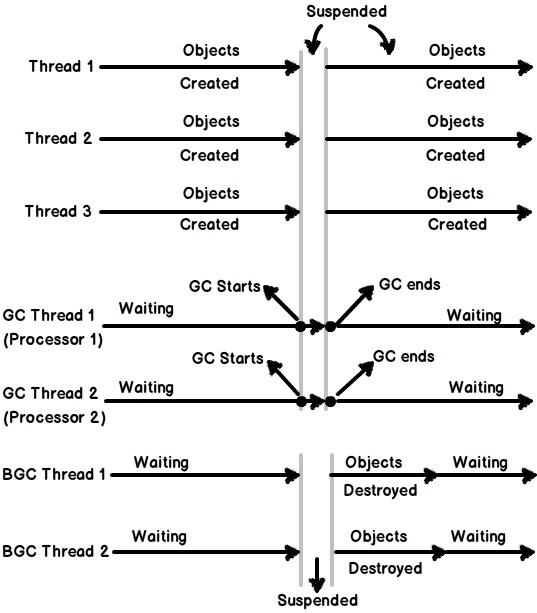 Suspended
Objects Objects
Thread 1
Created Created
Objects Objects
Thread 2
Created Created
Objects Objects
Thread 3
Created Created
GC Starts GC ends
GC Thread 1 Waiting Waiting
(Processor 1)
GC Starts GC ends
GC Thread 2 Waiting Waiting
(Processor 2)
Waiting Objects Waiting
BGC Thread 1
Destroyed
Waiting Objects Waiting
BGC Thread 2
Destroyed
Suspended